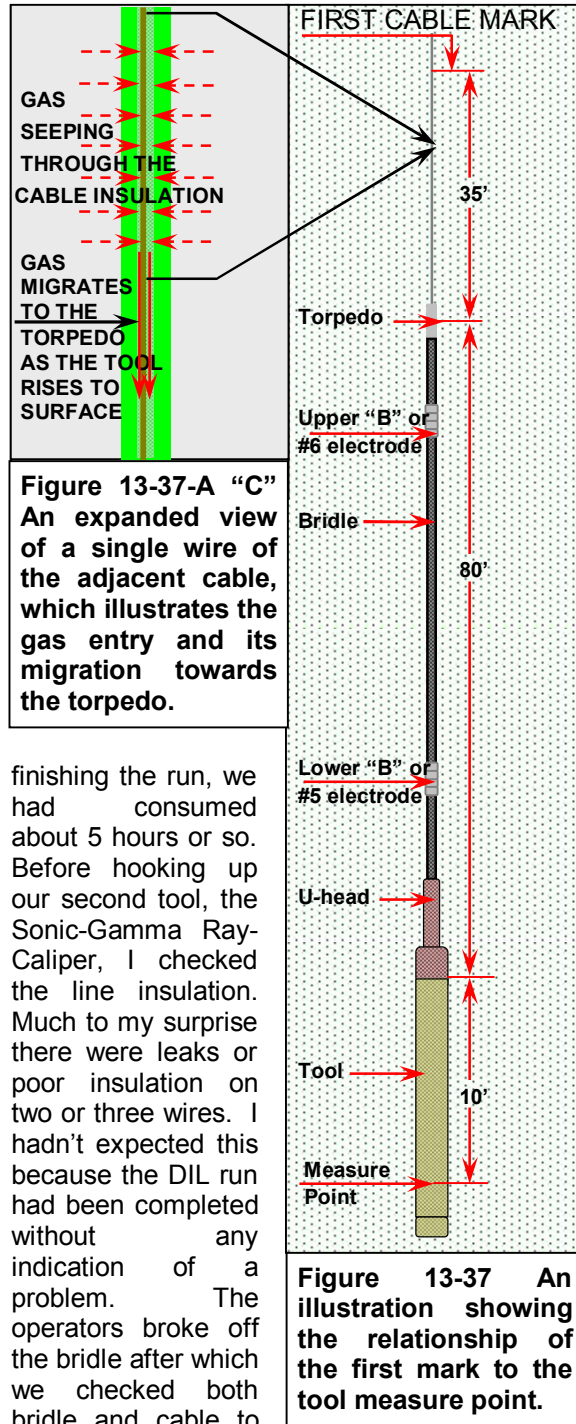 GAS
SEEPING
THROUGH THE
CABLE INSULATION
GAS
MIGRATES
TO THE
TORPEDO
AS THE TOOL
RISES TO
SURFACE
Figure 13-37-A “C”
An expanded view
of a single wire of
the adjacent cable,
which illustrates the
gas entry and its
migration towards
the torpedo.
finishing the run, we
had consumed
about 5 hours or so.
Before hooking up
our second tool, the
Sonic-Gamma Ray-
Caliper, I checked
the line insulation.
Much to my surprise
there were leaks or
poor insulation on
two or three wires. I
hadn’t expected this
because the DIL run
had been completed
without any
indication of a
problem. The
operators broke off
the bridle after which
we checked both
bridle and cable to
FIRST CABLE MARK
35’
Torpedo
Upper “B” or
#6 electrode
Bridle
80’
Lower “B” or
#5 electrode
U-head
Tool
10’
Measure
Point
Figure 13-37 An
illustration showing
the relationship of
the first mark to the
tool measure point.